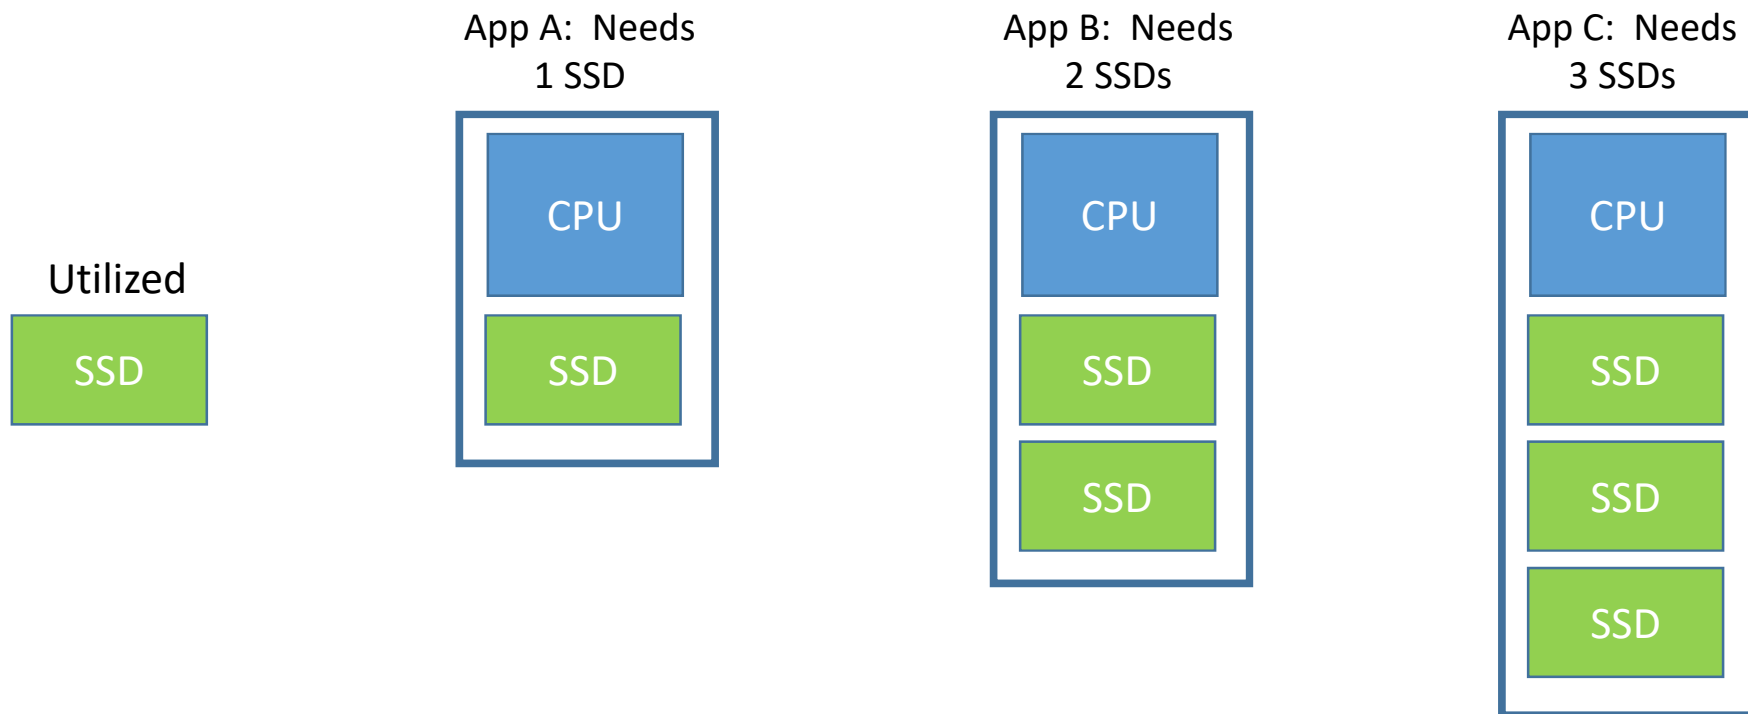 App A:  Needs
1 SSD
App B:  Needs
2 SSDs
App C:  Needs
3 SSDs
CPU
CPU
CPU
Utilized
SSD
SSD
SSD
SSD
SSD
SSD
SSD